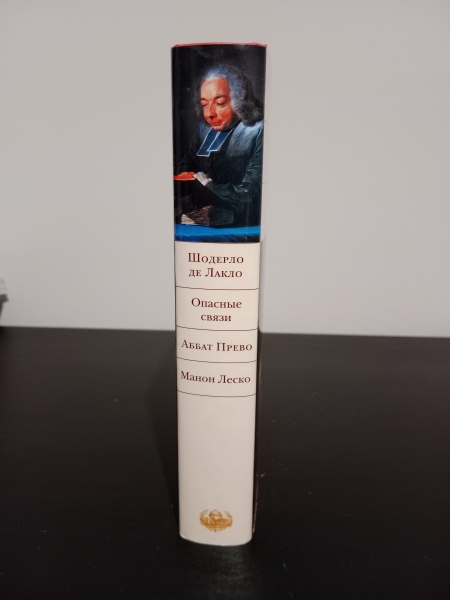 Шодерло
де Лакло
Опасные
связи
Аббат Прево
Манон Леско